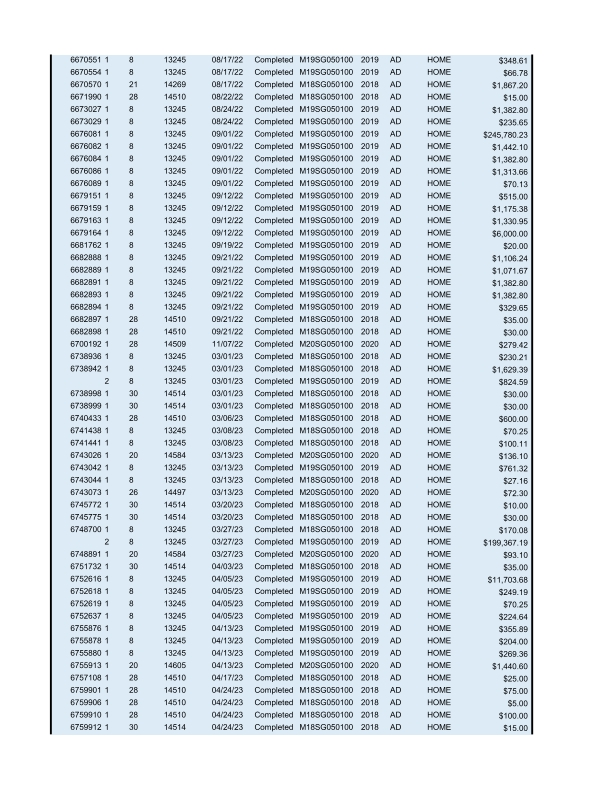 6670551 1 8 13245 08/17/22 Completed M19SG050100 2019 AD HOME $348.61
6670554 1 8 13245 08/17/22 Completed M19SG050100 2019 AD HOME $66.78
6670570 1 21 14269 08/17/22 Completed M18SG050100 2018 AD HOME $1,867.20
6671990 1 28 14510 08/22/22 Completed M18SG050100 2018 AD HOME $15.00
6673027 1 8 13245 08/24/22 Completed M19SG050100 2019 AD HOME $1,382.80
6673029 1 8 13245 08/24/22 Completed M19SG050100 2019 AD HOME $235.65
6676081 1 8 13245 09/01/22 Completed M19SG050100 2019 AD HOME $245,780.23
6676082 1 8 13245 09/01/22 Completed M19SG050100 2019 AD HOME $1,442.10
6676084 1 8 13245 09/01/22 Completed M19SG050100 2019 AD HOME $1,382.80
6676086 1 8 13245 09/01/22 Completed M19SG050100 2019 AD HOME $1,313.66
6676089 1 8 13245 09/01/22 Completed M19SG050100 2019 AD HOME $70.13
6679151 1 8 13245 09/12/22 Completed M19SG050100 2019 AD HOME $515.00
6679159 1 8 13245 09/12/22 Completed M19SG050100 2019 AD HOME $1,175.38
6679163 1 8 13245 09/12/22 Completed M19SG050100 2019 AD HOME $1,330.95
6679164 1 8 13245 09/12/22 Completed M19SG050100 2019 AD HOME $6,000.00
6681762 1 8 13245 09/19/22 Completed M19SG050100 2019 AD HOME $20.00
6682888 1 8 13245 09/21/22 Completed M19SG050100 2019 AD HOME $1,106.24
6682889 1 8 13245 09/21/22 Completed M19SG050100 2019 AD HOME $1,071.67
6682891 1 8 13245 09/21/22 Completed M19SG050100 2019 AD HOME $1,382.80
6682893 1 8 13245 09/21/22 Completed M19SG050100 2019 AD HOME $1,382.80
6682894 1 8 13245 09/21/22 Completed M19SG050100 2019 AD HOME $329.65
6682897 1 28 14510 09/21/22 Completed M18SG050100 2018 AD HOME $35.00
6682898 1 28 14510 09/21/22 Completed M18SG050100 2018 AD HOME $30.00
6700192 1 28 14509 11/07/22 Completed M20SG050100 2020 AD HOME $279.42
6738936 1 8 13245 03/01/23 Completed M18SG050100 2018 AD HOME $230.21
6738942 1 8 13245 03/01/23 Completed M18SG050100 2018 AD HOME $1,629.39
2 8 13245 03/01/23 Completed M19SG050100 2019 AD HOME $824.59
6738998 1 30 14514 03/01/23 Completed M18SG050100 2018 AD HOME $30.00
6738999 1 30 14514 03/01/23 Completed M18SG050100 2018 AD HOME $30.00
6740433 1 28 14510 03/06/23 Completed M18SG050100 2018 AD HOME $600.00
6741438 1 8 13245 03/08/23 Completed M18SG050100 2018 AD HOME $70.25
6741441 1 8 13245 03/08/23 Completed M18SG050100 2018 AD HOME $100.11
6743026 1 20 14584 03/13/23 Completed M20SG050100 2020 AD HOME $136.10
6743042 1 8 13245 03/13/23 Completed M19SG050100 2019 AD HOME $761.32
6743044 1 8 13245 03/13/23 Completed M18SG050100 2018 AD HOME $27.16
6743073 1 26 14497 03/13/23 Completed M20SG050100 2020 AD HOME $72.30
6745772 1 30 14514 03/20/23 Completed M18SG050100 2018 AD HOME $10.00
6745775 1 30 14514 03/20/23 Completed M18SG050100 2018 AD HOME $30.00
6748700 1 8 13245 03/27/23 Completed M18SG050100 2018 AD HOME $170.08
2 8 13245 03/27/23 Completed M19SG050100 2019 AD HOME $199,367.19
6748891 1 20 14584 03/27/23 Completed M20SG050100 2020 AD HOME $93.10
6751732 1 30 14514 04/03/23 Completed M18SG050100 2018 AD HOME $35.00
6752616 1 8 13245 04/05/23 Completed M19SG050100 2019 AD HOME $11,703.68
6752618 1 8 13245 04/05/23 Completed M19SG050100 2019 AD HOME $249.19
6752619 1 8 13245 04/05/23 Completed M19SG050100 2019 AD HOME $70.25
6752637 1 8 13245 04/05/23 Completed M19SG050100 2019 AD HOME $224.64
6755876 1 8 13245 04/13/23 Completed M19SG050100 2019 AD HOME $355.89
6755878 1 8 13245 04/13/23 Completed M19SG050100 2019 AD HOME $204.00
6755880 1 8 13245 04/13/23 Completed M19SG050100 2019 AD HOME $269.36
6755913 1 20 14605 04/13/23 Completed M20SG050100 2020 AD HOME $1,440.60
6757108 1 28 14510 04/17/23 Completed M18SG050100 2018 AD HOME $25.00
6759901 1 28 14510 04/24/23 Completed M18SG050100 2018 AD HOME $75.00
6759906 1 28 14510 04/24/23 Completed M18SG050100 2018 AD HOME $5.00
6759910 1 28 14510 04/24/23 Completed M18SG050100 2018 AD HOME $100.00
6759912 1 30 14514 04/24/23 Completed M18SG050100 2018 AD HOME $15.00